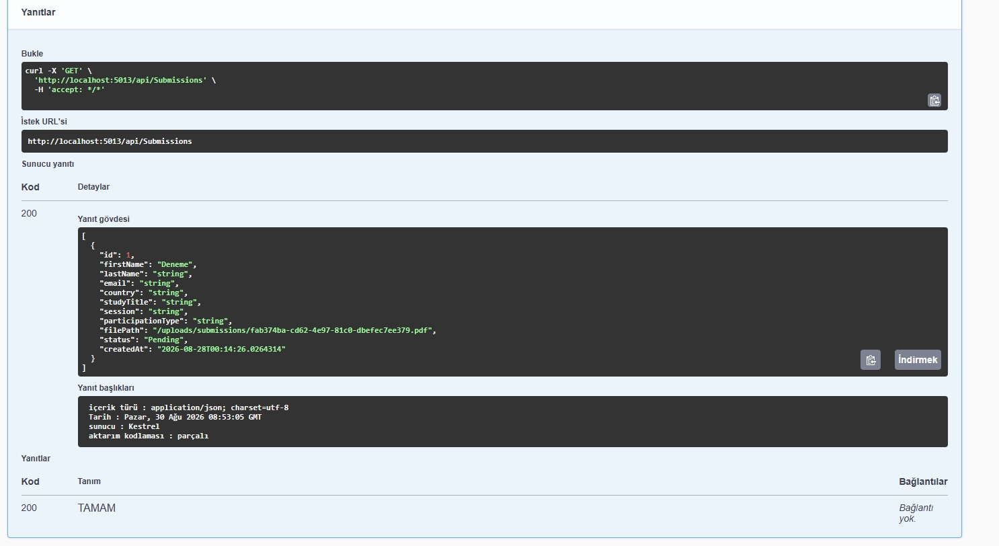 Yanıtlar
Bukle
curl -X 'GET' \
'http://localhost:5013/api/Submissions' \
-H 'accept: */*'
İstek URL'si
http://localhost:5013/api/Submissions
Sunucu yanıtı
Kod Detaylar
200
Yanıt gövdesi
[
{
"id": 1,
"firstName": "Deneme",
"lastName": "string",
"email": "string",
"country": "string",
"studyTitle": "string",
"session": "string",
"participationType": "string",
"filePath": "/uploads/submissions/fab374ba-cd62-4e97-81c0-dbefec7ee379.pdf",
"status": "Pending",
"createdAt": "2026-08-28T00:14:26.0264314"
}
]
İndirmek
Yanıt başlıkları
içerik türü : application/json; charset=utf-8
Tarih : Pazar, 30 Ağu 2026 08:53:05 GMT
sunucu : Kestrel
aktarım kodlaması : parçalı
Yanıtlar
Kod Tanım Bağlantılar
200 TAMAM Bağlantı
yok.